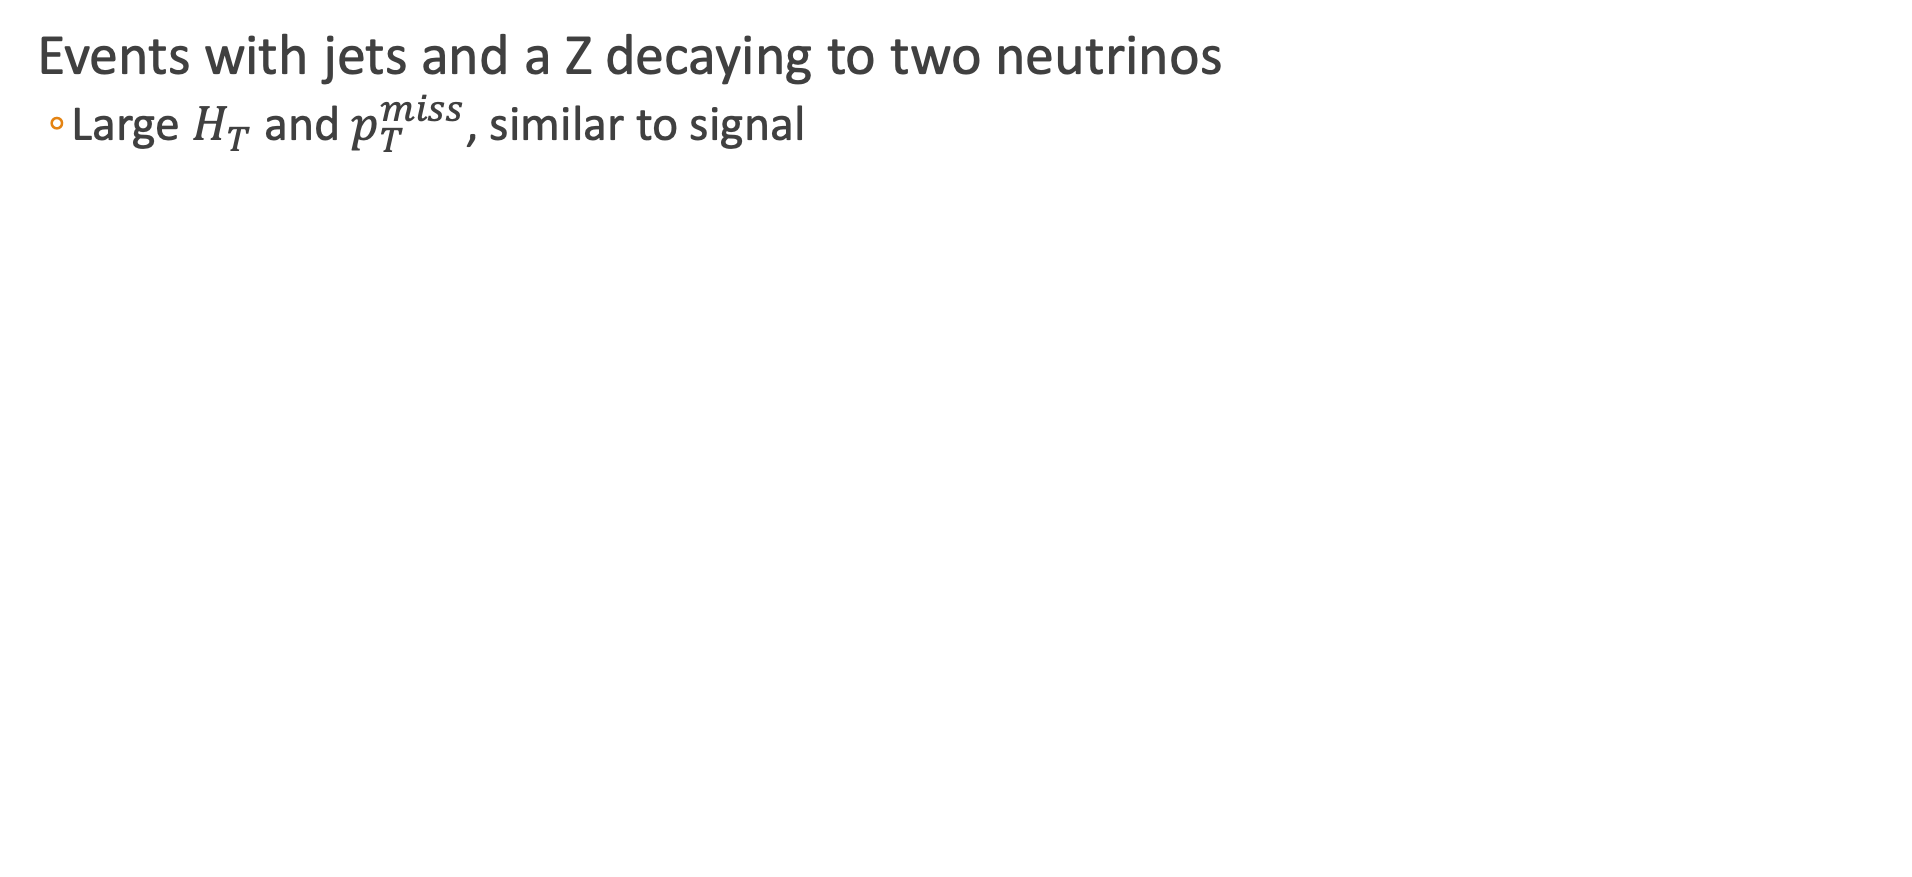 Events with jets and a Z decaying to two neutrinos
◦ Large $H_T$ and $p_T^{miss}$, similar to signal